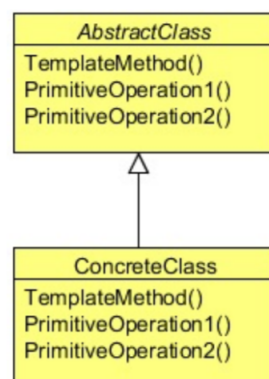 AbstractClass
TemplateMethod()
PrimitiveOperation1()
PrimitiveOperation2()
ConcreteClass
TemplateMethod()
PrimitiveOperation1()
PrimitiveOperation2()